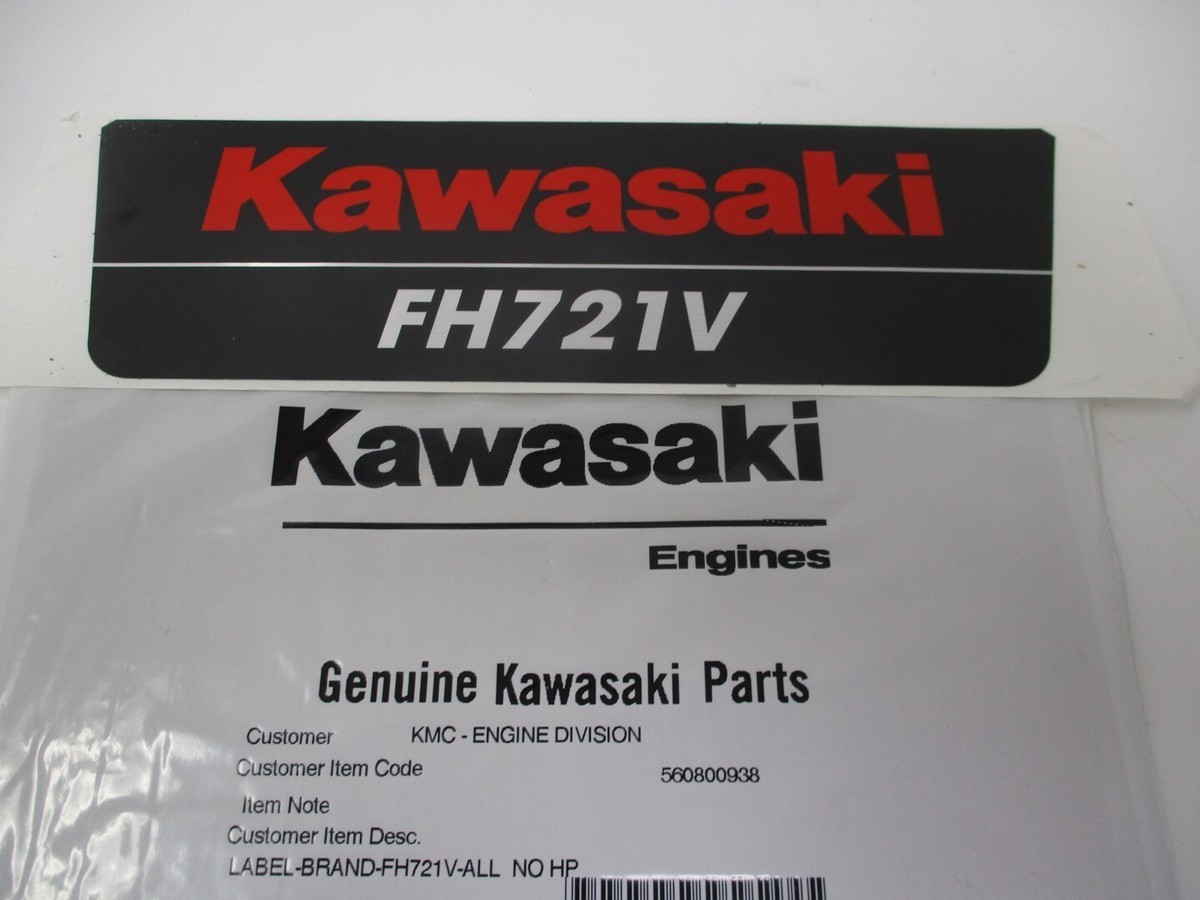 Kawasaki
FH721V
Kawasaki
Engines
Genuine Kawasaki Parts
Customer KMC - ENGINE DIVISION
Customer Item Code 560800938
Item Note
Customer Item Desc.
LABEL-BRAND-FH721V-ALL NO HP